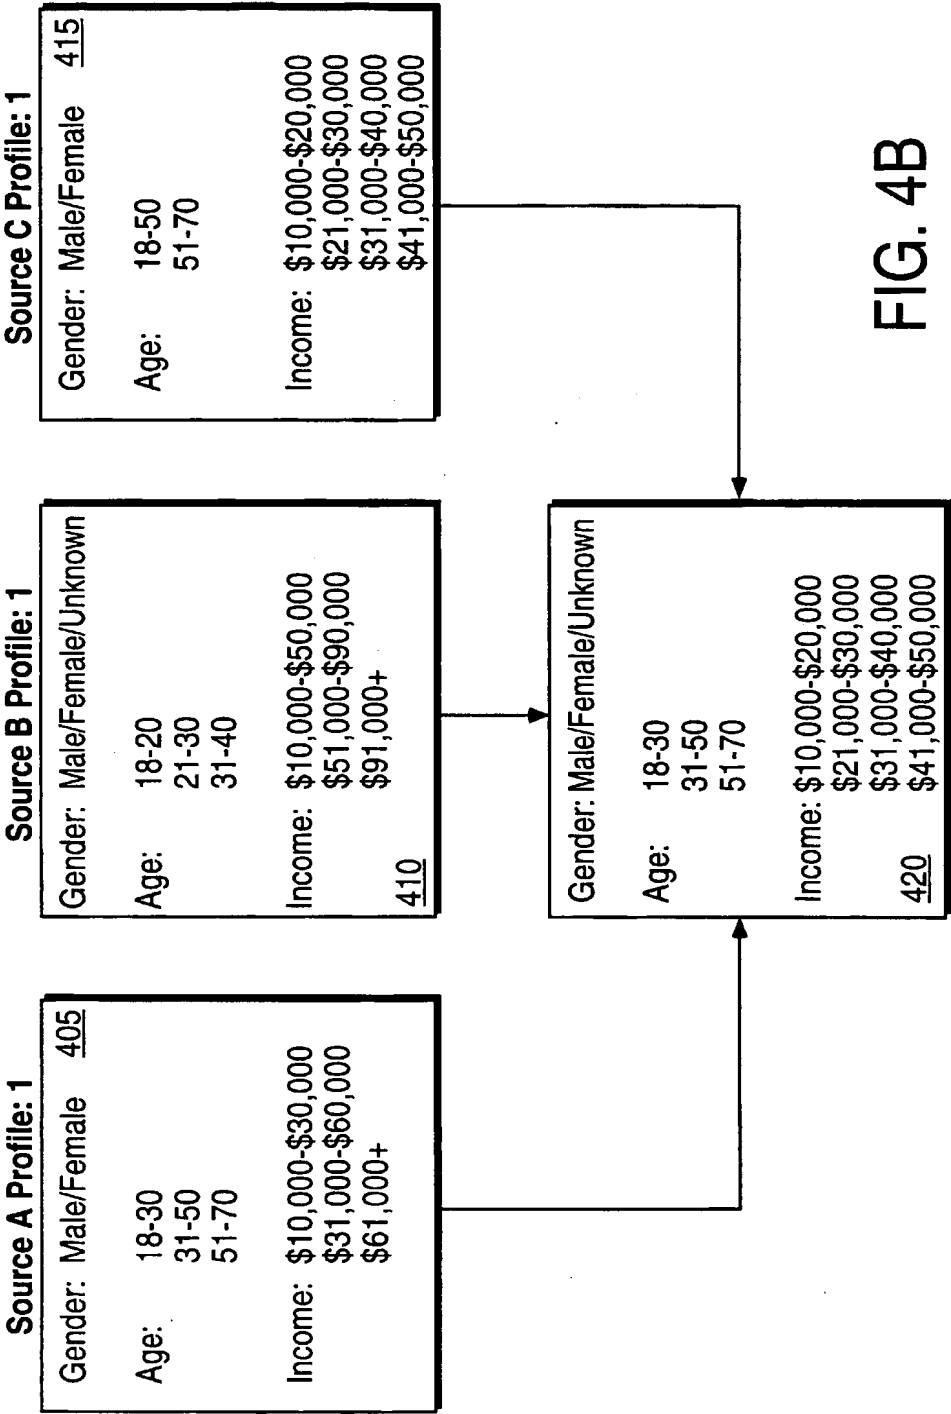 Source A Profile: 1
Gender: Male/Female 405
Age: 18-30
31-50
51-70
Income: $10,000-$30,000
$31,000-$60,000
$61,000+
Source B Profile: 1
Gender: Male/Female/Unknown
Age: 18-20
21-30
31-40
Income: $10,000-$50,000
$51,000-$90,000
$91,000+
410
Source C Profile: 1
Gender: Male/Female 415
Age: 18-50
51-70
Income: $10,000-$20,000
$21,000-$30,000
$31,000-$40,000
$41,000-$50,000
Gender: Male/Female/Unknown
Age: 18-30
31-50
51-70
Income: $10,000-$20,000
$21,000-$30,000
$31,000-$40,000
420 $41,000-$50,000
FIG. 4B